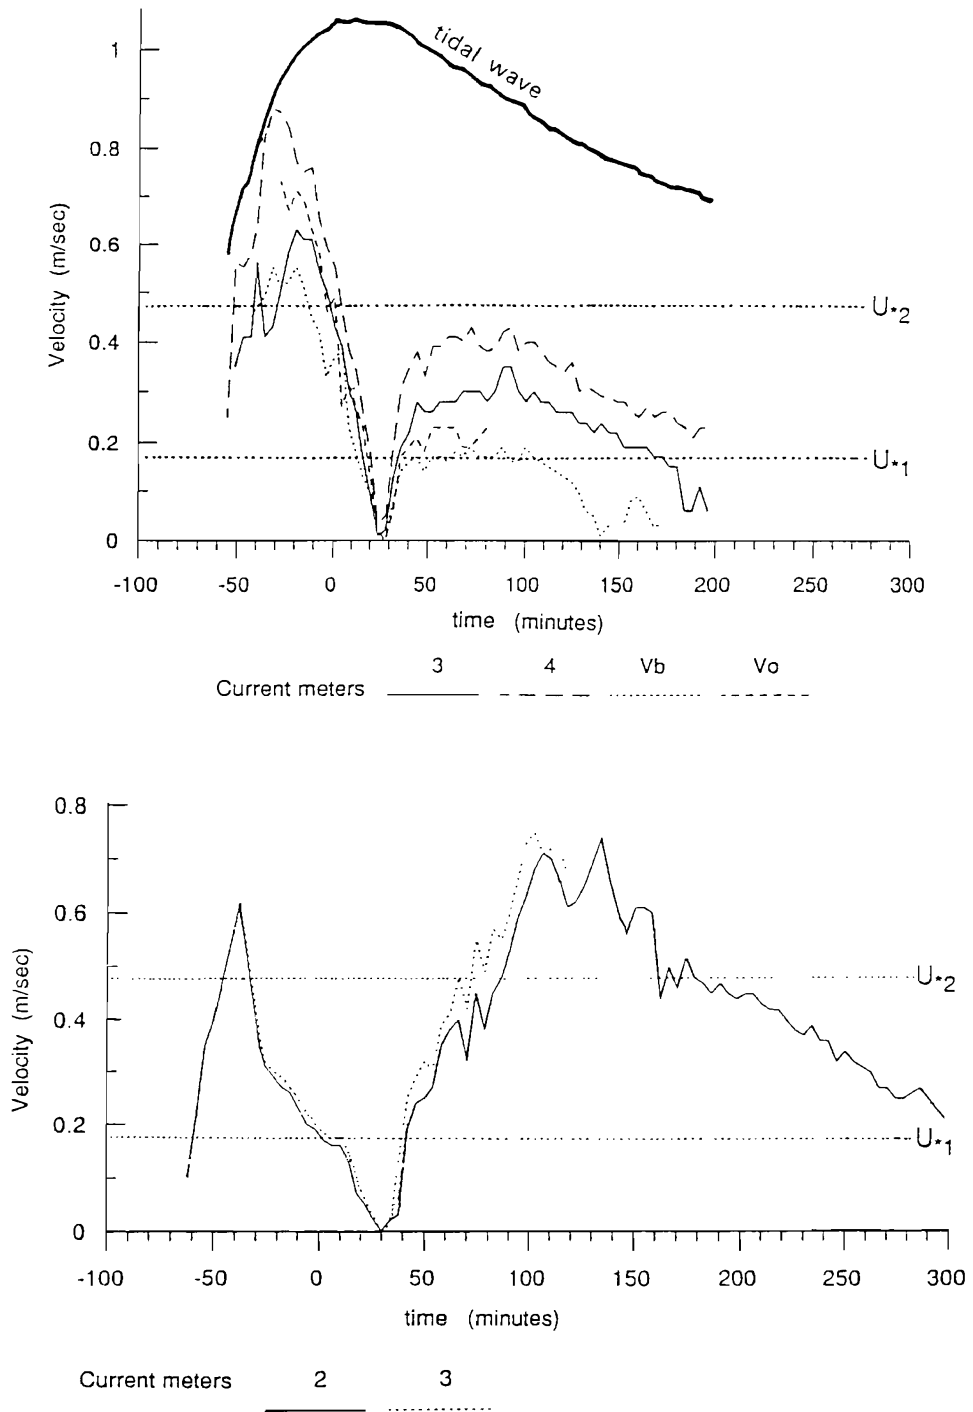 tidal wave
1
0.8
0.6
0.4
0.2
0
Velocity (m/sec)
U*2
U*1
-100 -50 0 50 100 150 200 250 300
time (minutes)
3 4 Vb Va
Current meters
0.8
0.6
0.4
0.2
0
Velocity (m/sec)
U*2
U*1
-100 -50 0 50 100 150 200 250 300
time (minutes)
Current meters 2 3